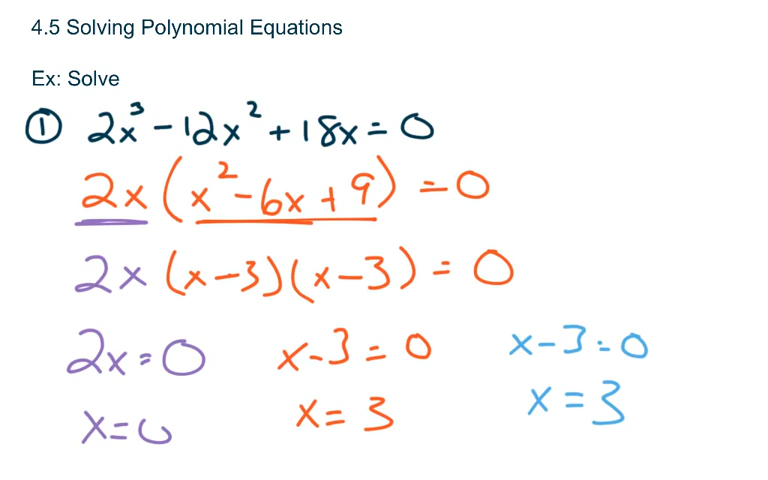 4.5 Solving Polynomial Equations
Ex: Solve
① 2x³ - 12x² + 18x = 0
2x (x² - 6x + 9) = 0
2x (x - 3)(x - 3) = 0
2x = 0 x - 3 = 0 x - 3 = 0
x = 0 x = 3 x = 3